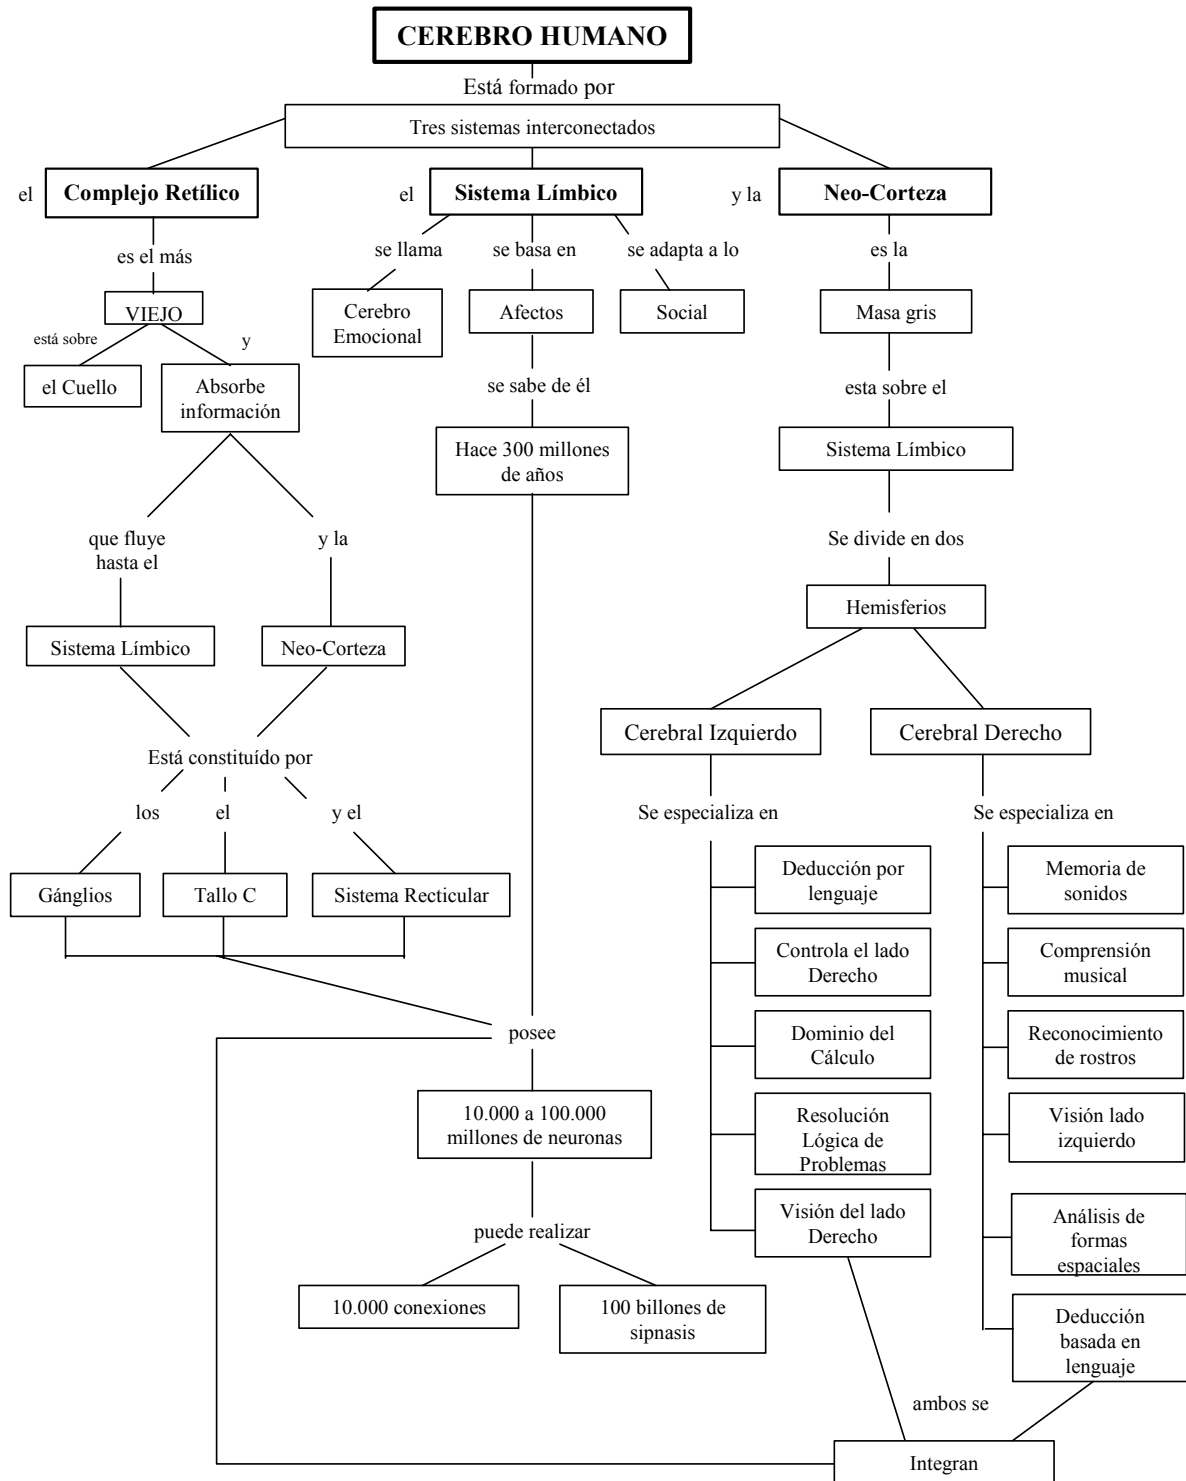 CEREBRO HUMANO
Está formado por
Tres sistemas interconectados
el
Complejo Retílico
el
Sistema Límbico
y la
Neo-Corteza
es el más
se llama
se basa en
se adapta a lo
es la
VIEJO
Cerebro
Emocional
Afectos
Social
Masa gris
está sobre
y
el Cuello
Absorbe
información
se sabe de él
esta sobre el
Hace 300 millones
de años
Sistema Límbico
que fluye
hasta el
y la
Se divide en dos
Hemisferios
Sistema Límbico
Neo-Corteza
Cerebral Izquierdo
Cerebral Derecho
Está constituído por
los
el
y el
Se especializa en
Se especializa en
Gánglios
Tallo C
Sistema Recticular
Deducción por
lenguaje
Controla el lado
Derecho
Dominio del
Cálculo
Resolución
Lógica de
Problemas
Visión del lado
Derecho
Memoria de
sonidos
Comprensión
musical
Reconocimiento
de rostros
Visión lado
izquierdo
Análisis de
formas
espaciales
Deducción
basada en
lenguaje
posee
10.000 a 100.000
millones de neuronas
puede realizar
10.000 conexiones
100 billones de
sipnasis
ambos se
Integran